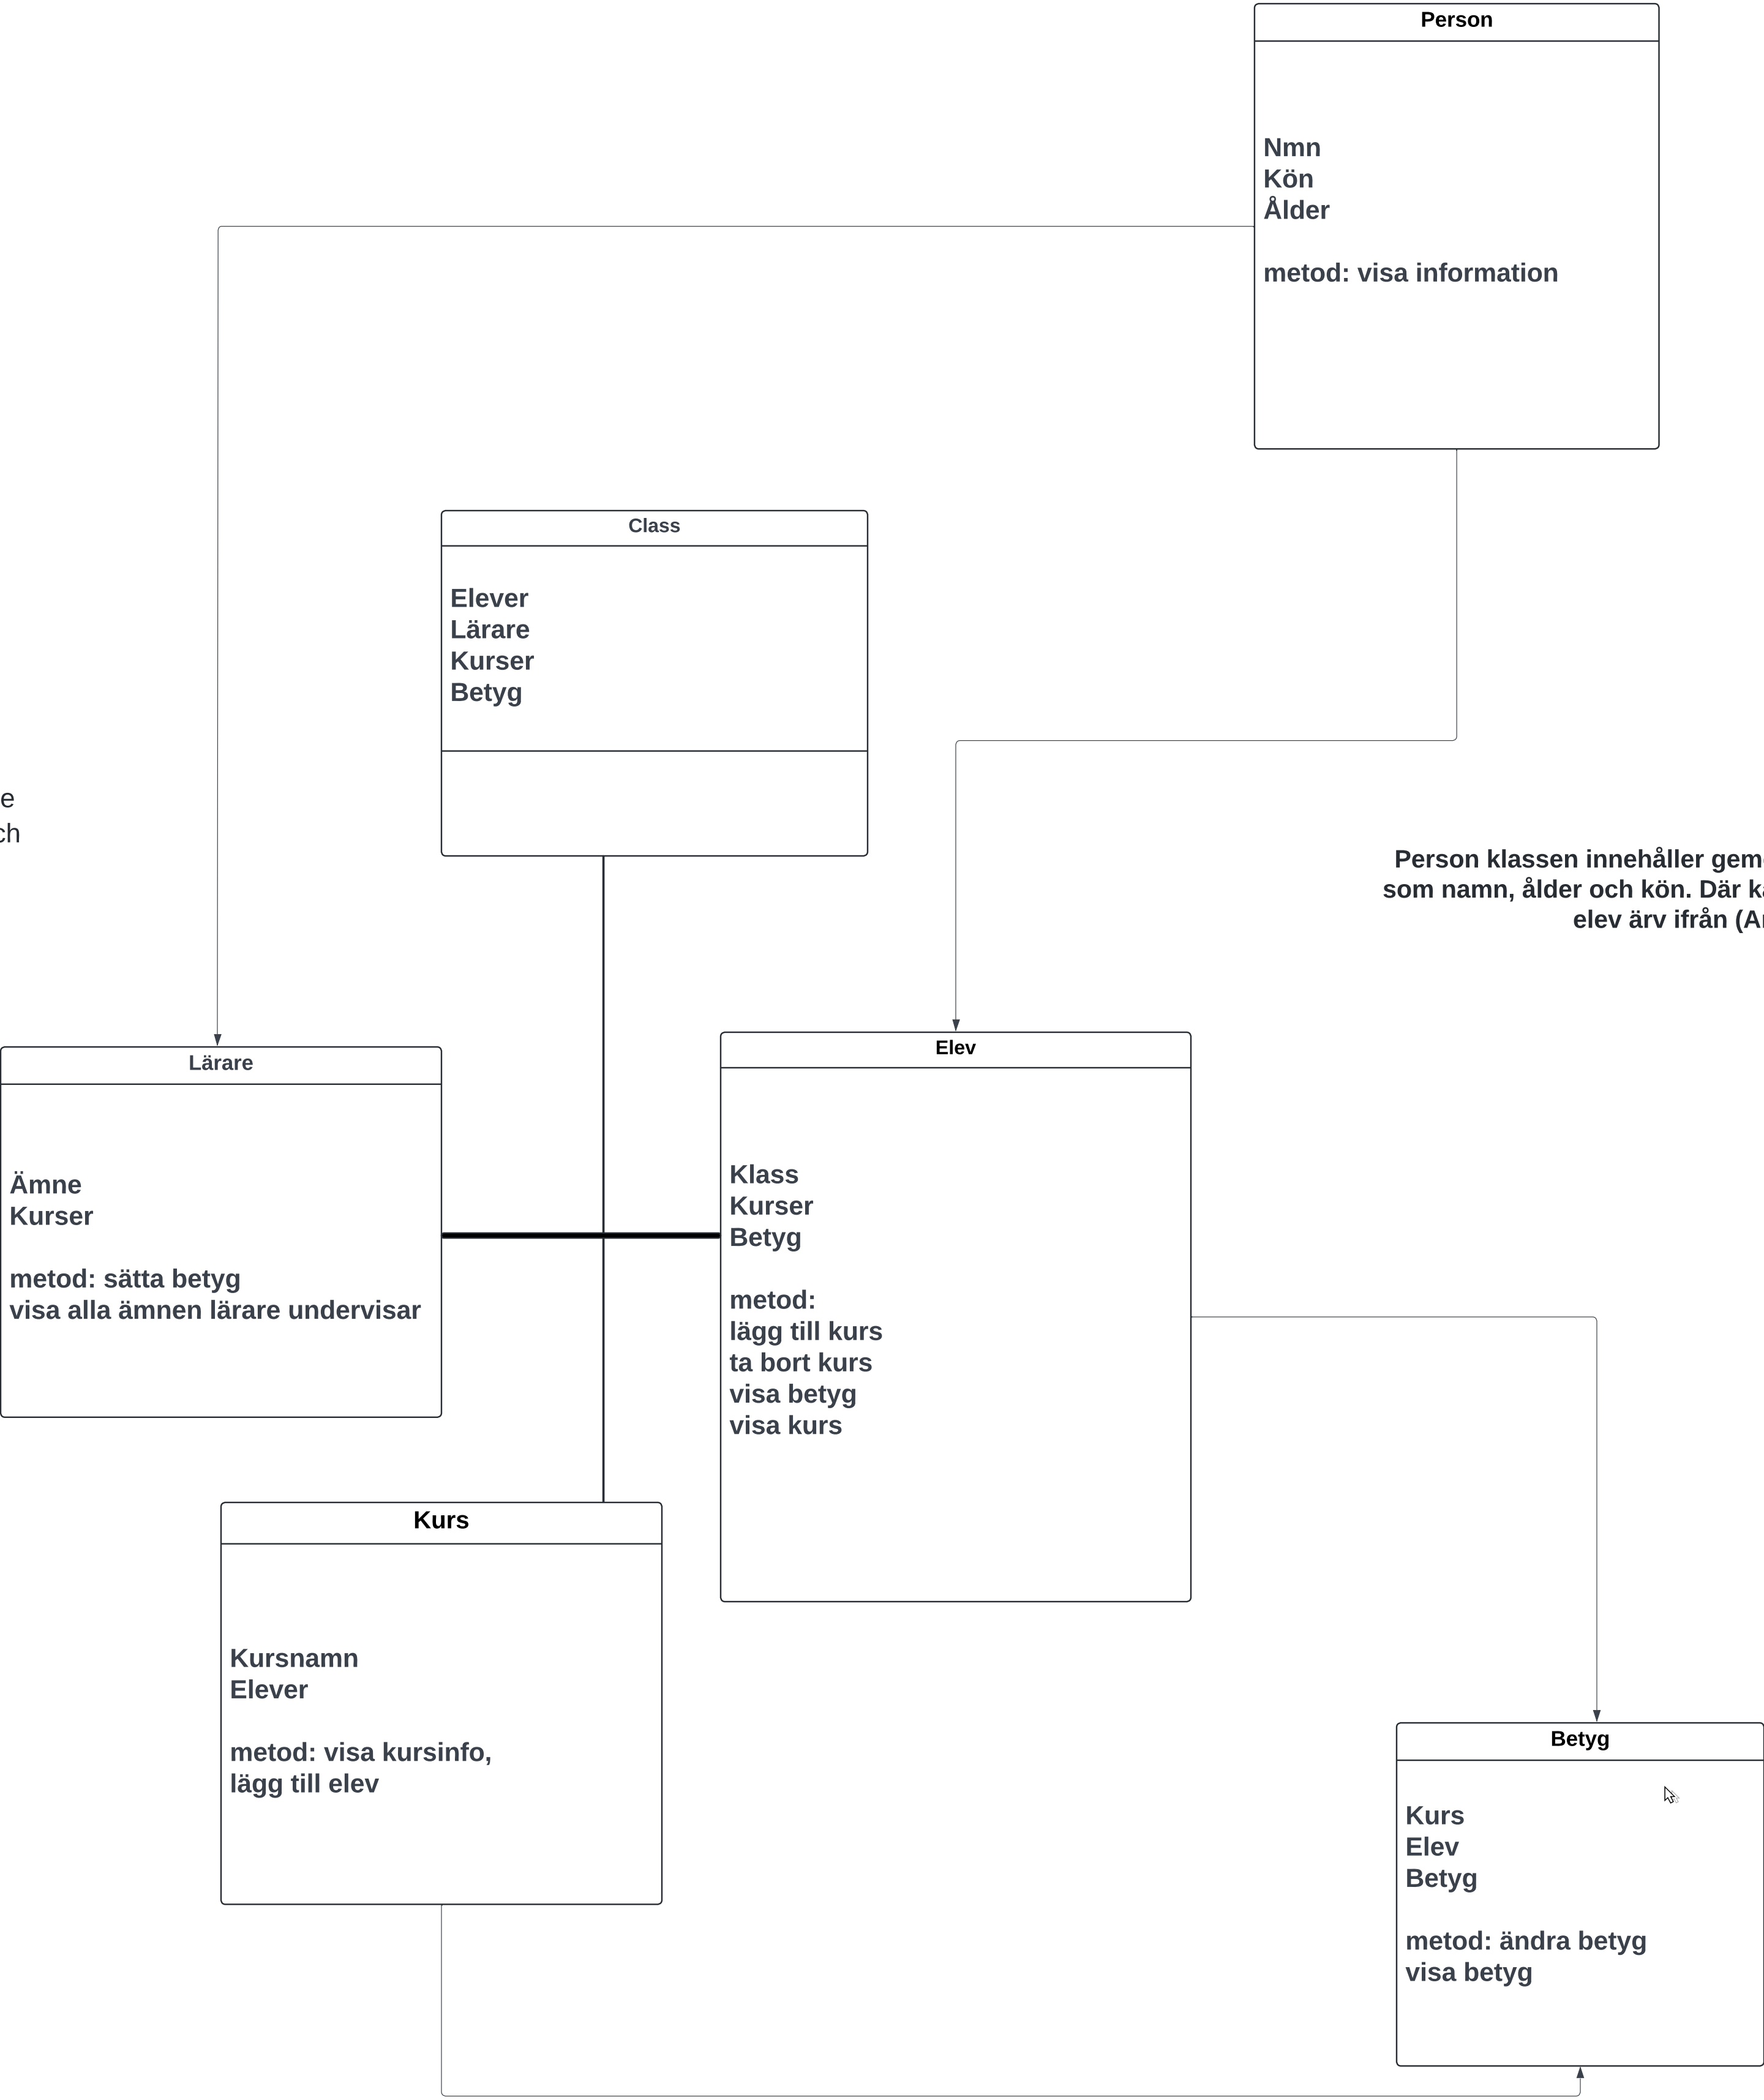 Person
Nmn
Kön
Ålder
metod: visa information
Class
Elever
Lärare
Kurser
Betyg
e
ch
Person klassen innehåller gem
som namn, ålder och kön. Där
elev ärv ifrån
Lärare
Ämne
Kurser
metod: sätta betyg
visa alla ämnen lärare undervisar
Elev
Klass
Kurser
Betyg
metod:
lägg till kurs
ta bort kurs
visa betyg
visa kurs
Kurs
Kursnamn
Elever
metod: visa kursinfo,
lägg till elev
Betyg
Kurs
Elev
Betyg
metod: ändra betyg
visa betyg